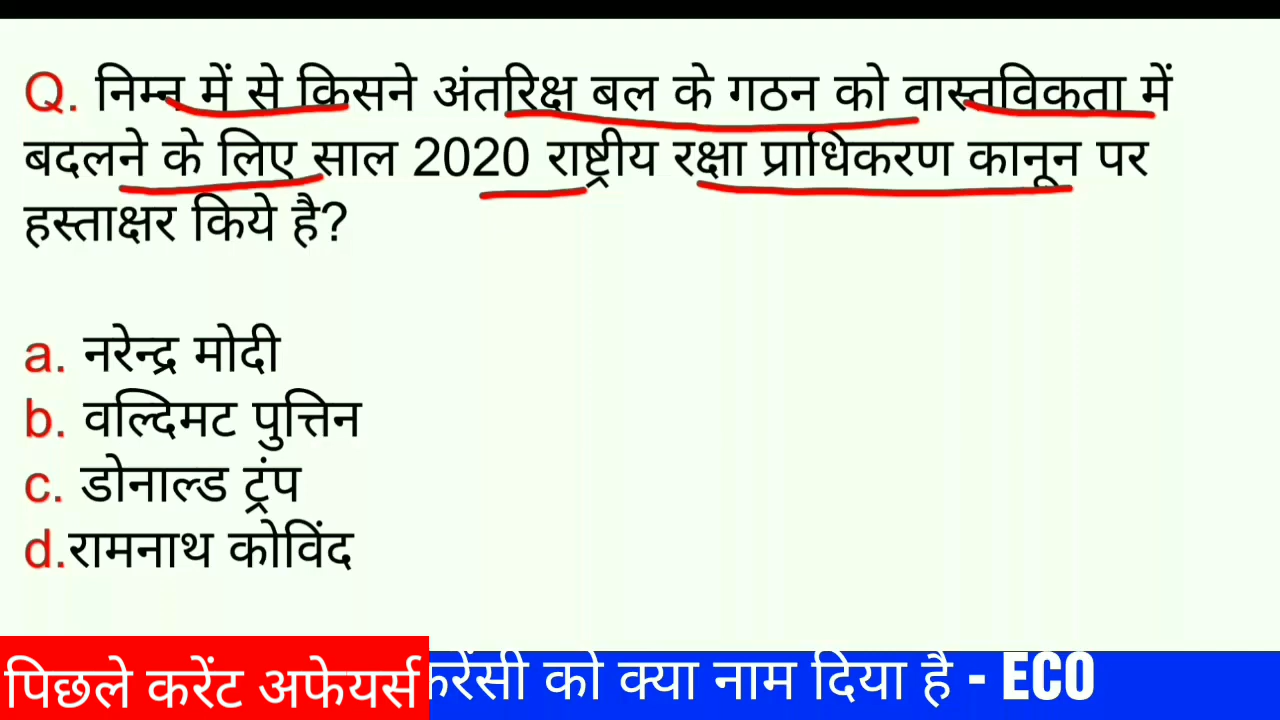 Q. निम्न में से किसने अंतरिक्ष बल के गठन को वास्तविकता में
बदलने के लिए साल 2020 राष्ट्रीय रक्षा प्राधिकरण कानून पर
हस्ताक्षर किये है?
a. नरेन्द्र मोदी
b. वल्दिमट पुत्तिन
c. डोनाल्ड ट्रंप
d.रामनाथ कोविंद
पिछले करेंट अफेयर्स
करेंसी को क्या नाम दिया है - ECO